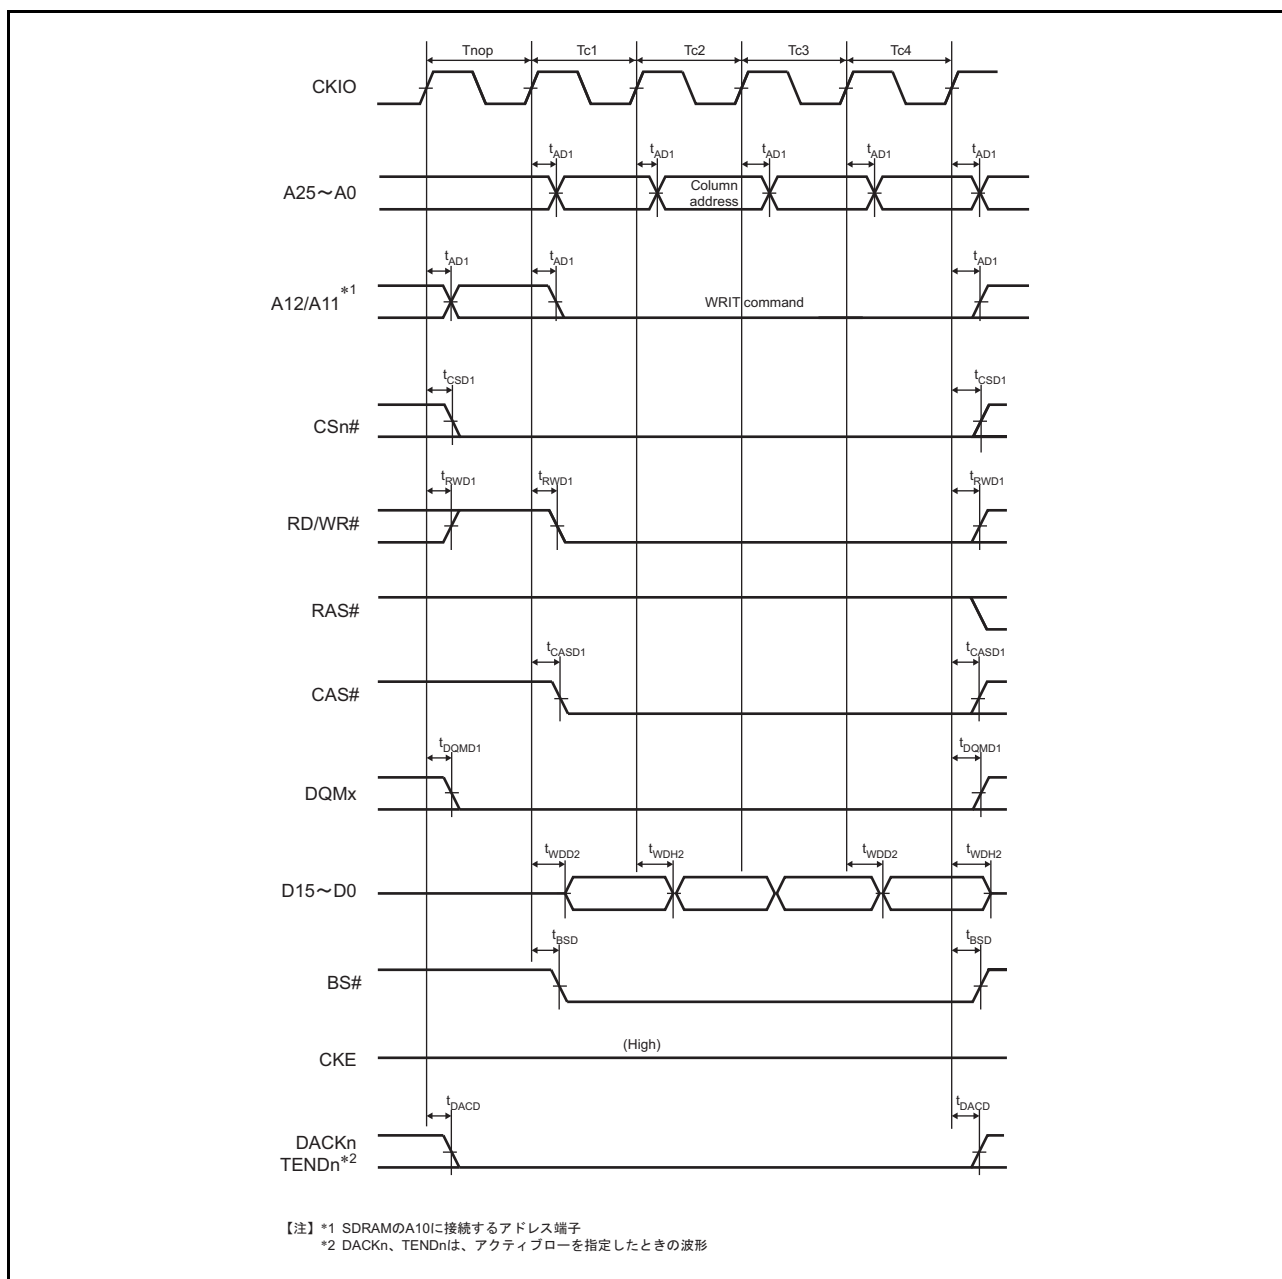 Tnop Tc1 Tc2 Tc3 Tc4
CKIO
tAD1 tAD1 tAD1 tAD1 tAD1
A25～A0
Column
address
tAD1 tAD1 tAD1
A12/A11*1
WRIT command
tCSD1 tCSD1
CSn#
tRWD1 tRWD1 tRWD1
RD/WR#
RAS#
tCASD1 tCASD1
CAS#
tDQMD1 tDQMD1
DQMx
tWDD2 tWDH2 tWDD2 tWDH2
D15～D0
tBSD tBSD
BS#
(High)
CKE
tDACD tDACD
DACKn
TENDn*2
【注】*1 SDRAMのA10に接続するアドレス端子
*2 DACKn、TENDnは、アクティブローを指定したときの波形